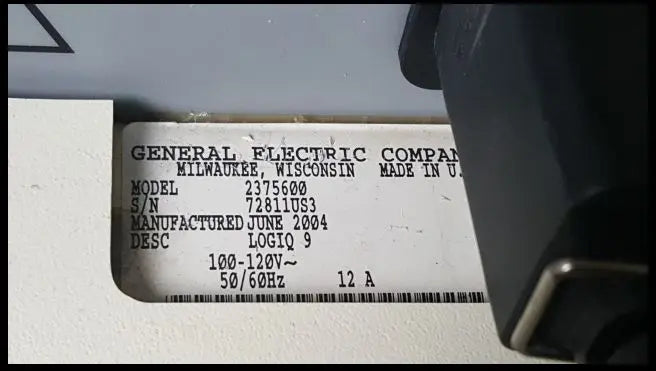 GENERAL ELECTRIC COMPAN
MILWAUKEE, WISCONSIN MADE IN U.
MODEL 2375600
S/N 72811US3
MANUFACTURED JUNE 2004
DESC LOGIQ 9
100-120V~
50/60Hz 12 A